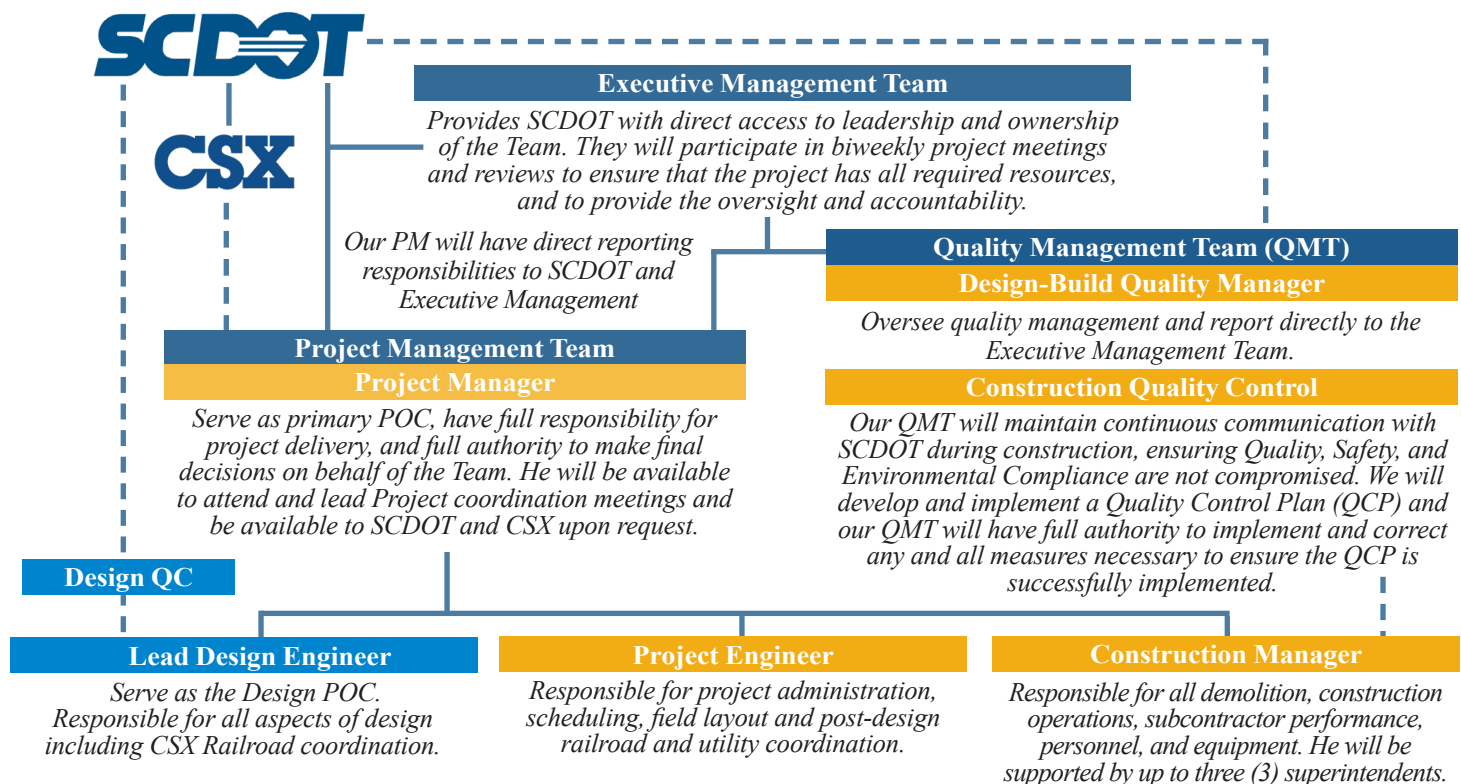 SCDOT
CSX
Executive Management Team
Provides SCDOT with direct access to leadership and ownership
of the Team. They will participate in biweekly project meetings
and reviews to ensure that the project has all required resources,
and to provide the oversight and accountability.
Our PM will have direct reporting
responsibilities to SCDOT and
Executive Management
Quality Management Team (QMT)
Design-Build Quality Manager
Oversee quality management and report directly to the
Executive Management Team.
Construction Quality Control
Our QMT will maintain continuous communication with
SCDOT during construction, ensuring Quality, Safety, and
Environmental Compliance are not compromised. We will
develop and implement a Quality Control Plan (QCP) and
our QMT will have full authority to implement and correct
any and all measures necessary to ensure the QCP is
successfully implemented.
Project Management Team
Project Manager
Serve as primary POC, have full responsibility for
project delivery, and full authority to make final
decisions on behalf of the Team. He will be available
to attend and lead Project coordination meetings and
be available to SCDOT and CSX upon request.
Design QC
Lead Design Engineer
Serve as the Design POC.
Responsible for all aspects of design
including CSX Railroad coordination.
Project Engineer
Responsible for project administration,
scheduling, field layout and post-design
railroad and utility coordination.
Construction Manager
Responsible for all demolition, construction
operations, subcontractor performance,
personnel, and equipment. He will be
supported by up to three (3) superintendents.